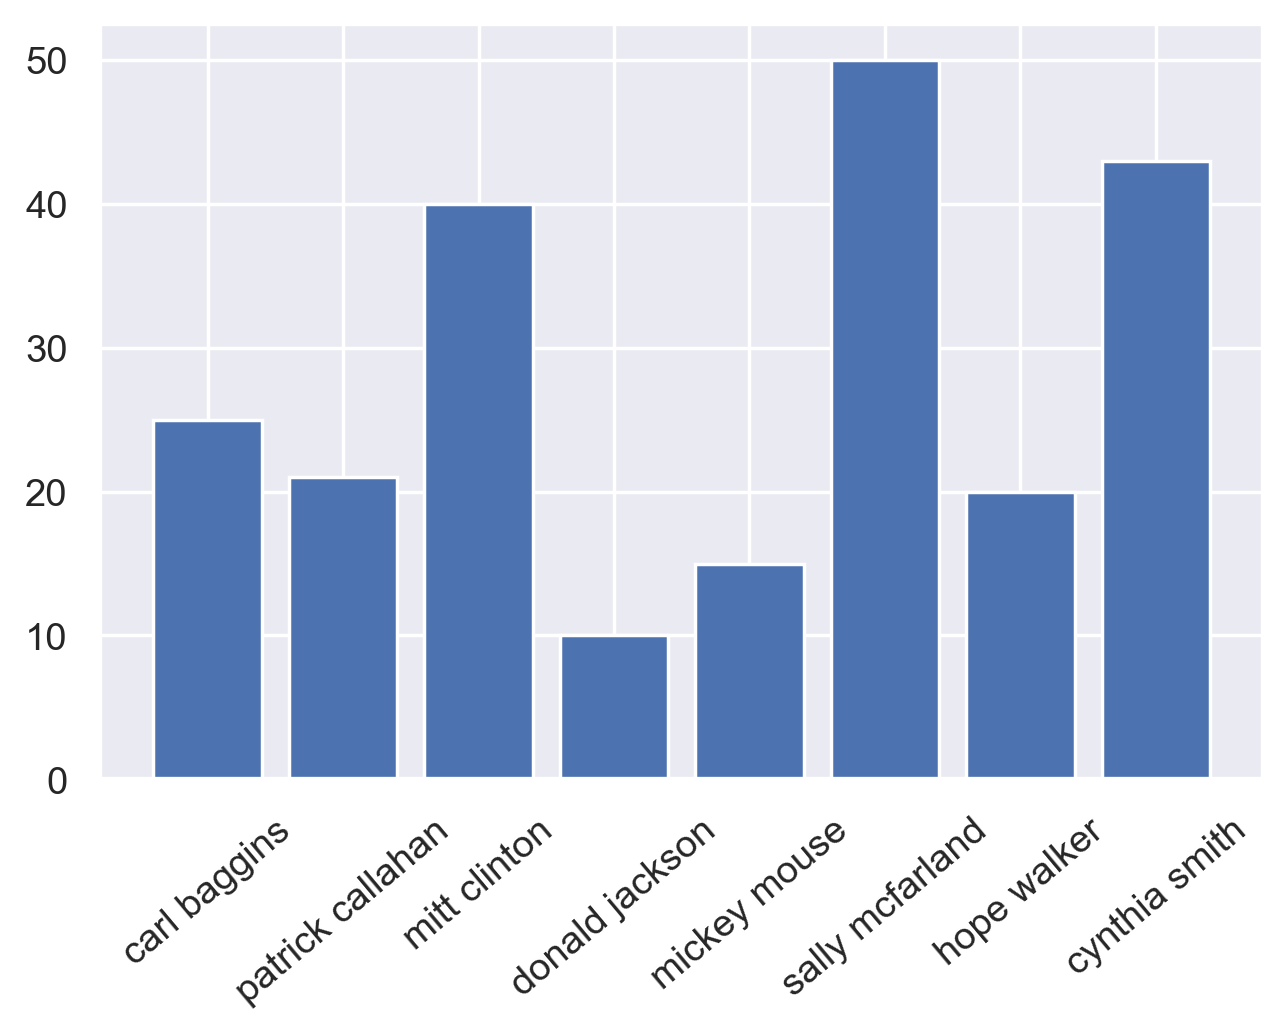 50
40
30
20
10
0
carl baggins
patrick callahan
mitt clinton
donald jackson
mickey mouse
sally mcfarland
hope walker
cynthia smith